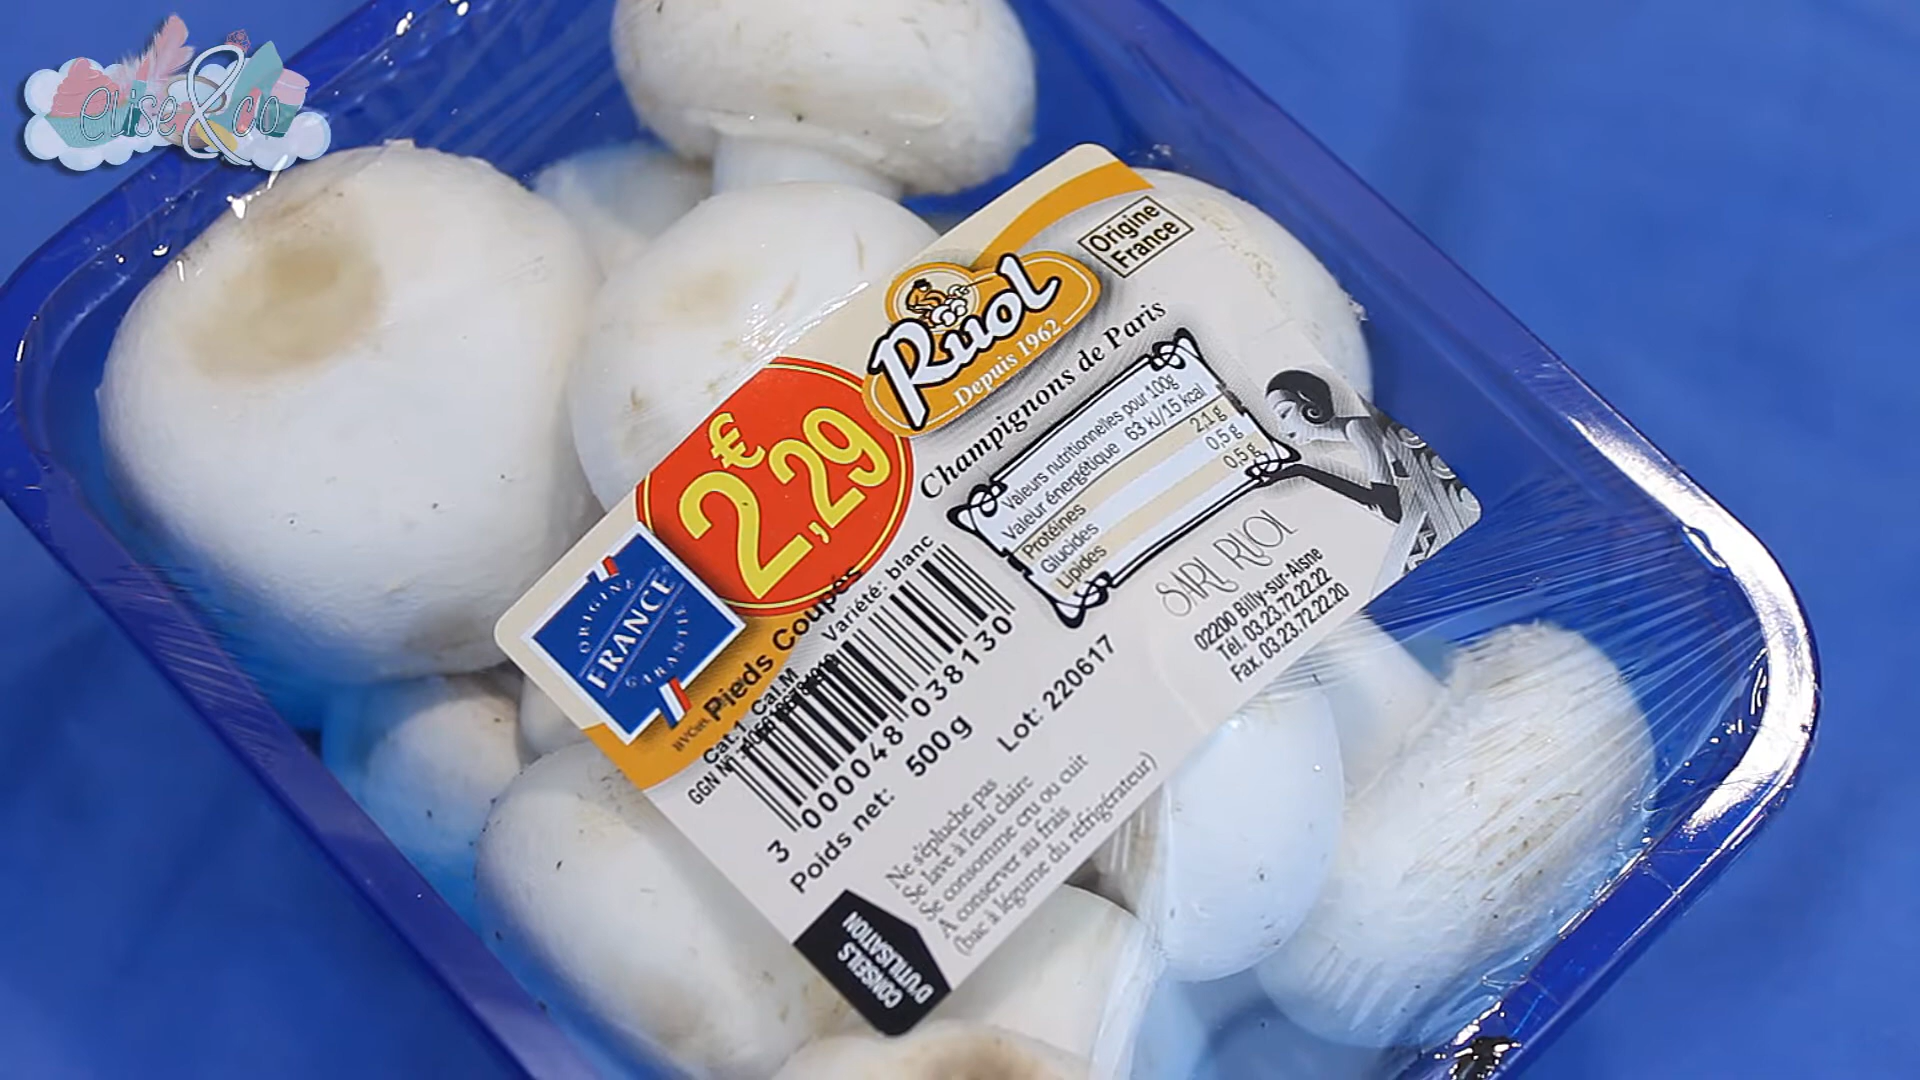 elise&co
Origine
France
Ruol
Depuis 1962
Champignons de Paris
Valeurs nutritionnelles pour 100g
Valeur énergétique 63 kJ/15 kcal
Protéines 2,1 g
Glucides 0,5 g
Lipides 0,5 g
€
2,29
ORIGINE
FRANCE
GARANTIE
Pieds Coupés
Cat.1 Cal.M Variété: blanc
GGN N°
3 000048 038130
Poids net: 500g
Lot: 220617
SARL RUOL
02200 Billy-sur-Aisne
Tél. 03.23.72.22.22
Fax. 03.23.72.22.20
CONSEILS
D'UTILISATION
Ne s'épluche pas
Se lave à l'eau claire
Se consomme cru ou cuit
A conserver au frais
(bac à légume du réfrigérateur)